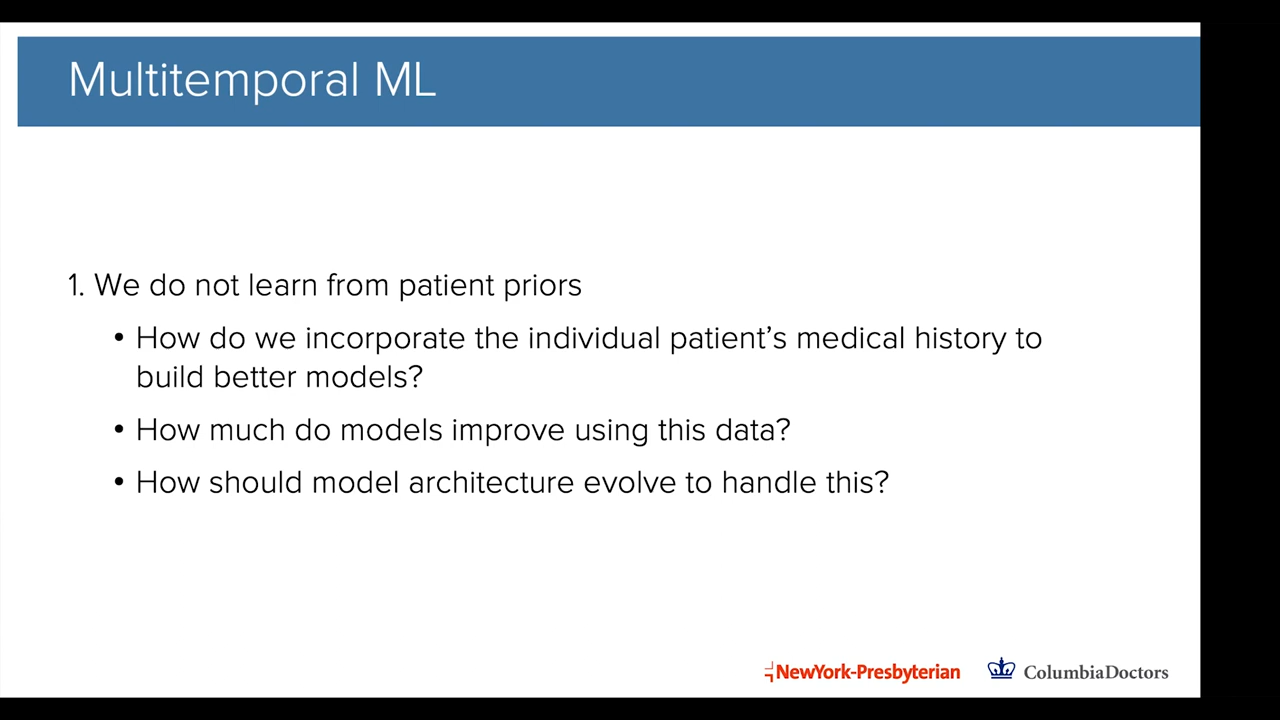 Multitemporal ML
1. We do not learn from patient priors
• How do we incorporate the individual patient’s medical history to
build better models?
• How much do models improve using this data?
• How should model architecture evolve to handle this?
NewYork-Presbyterian
ColumbiaDoctors